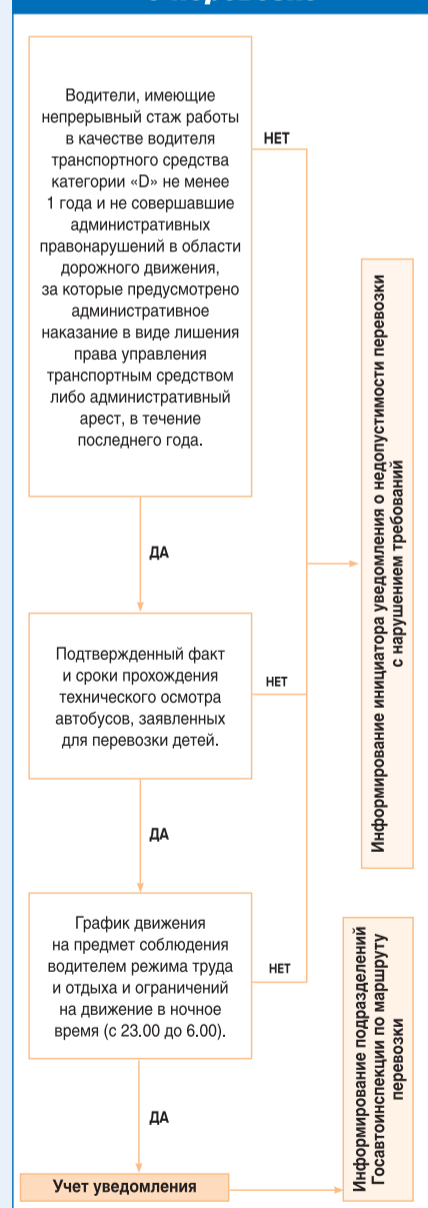 Водители, имеющие
непрерывный стаж работы
в качестве водителя
транспортного средства
категории «D» не менее
1 года и не совершавшие
административных
правонарушений в области
дорожного движения,
за которые предусмотрено
административное
наказание в виде лишения
права управления
транспортным средством
либо административный
арест, в течение
последнего года.
НЕТ
ДА
Подтвержденный факт
и сроки прохождения
технического осмотра
автобусов, заявленных
для перевозки детей.
НЕТ
ДА
График движения
на предмет соблюдения
водителем режима труда
и отдыха и ограничений
на движение в ночное
время (с 23.00 до 6.00).
НЕТ
ДА
Учет уведомления
Информирование инициатора уведомления о недопустимости перевозки
с нарушением требований
Информирование подразделений
Госавтоинспекции по маршруту
перевозки